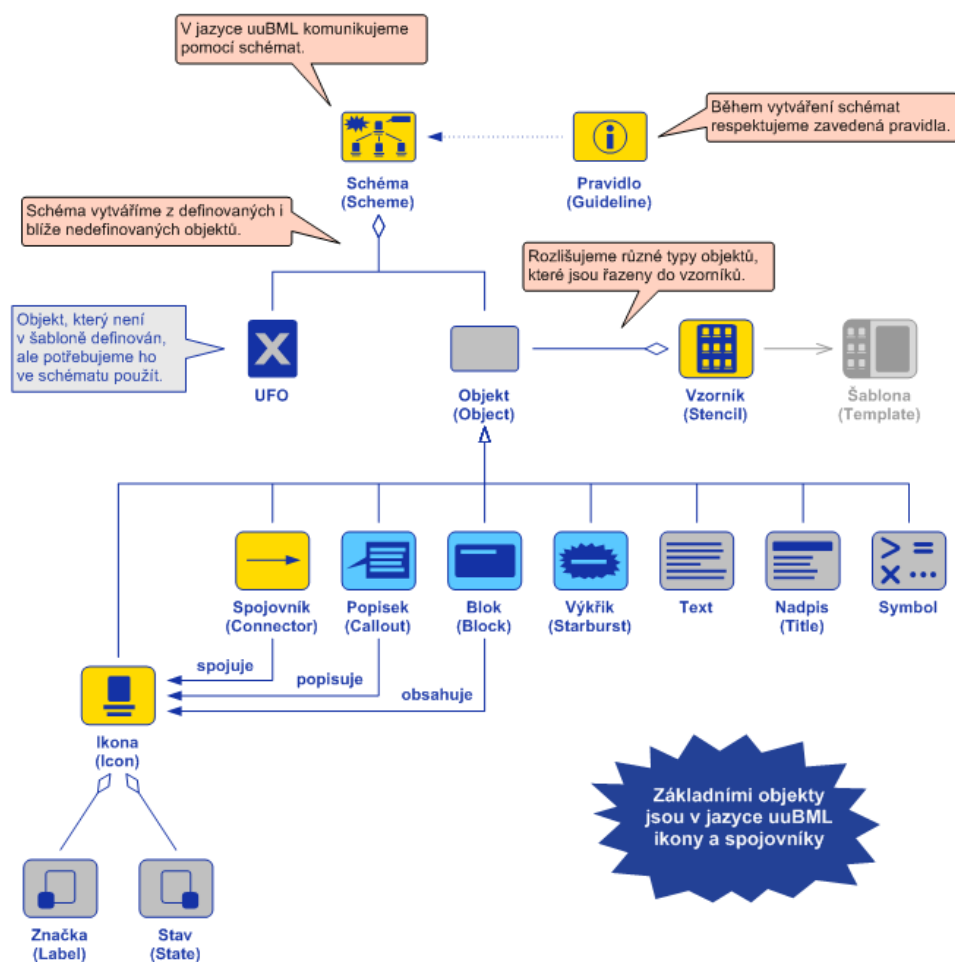 V jazyce uuBML komunikujeme
pomocí schémat.
Během vytváření schémat
respektujeme zavedená pravidla.
Schéma
(Scheme)
Pravidlo
(Guideline)
Schéma vytváříme z definovaných i
blíže nedefinovaných objektů.
Rozlišujeme různé typy objektů,
které jsou řazeny do vzorníků.
Objekt, který není
v šabloně definován,
ale potřebujeme ho
ve schématu použít.
UFO
Objekt
(Object)
Vzorník
(Stencil)
Šablona
(Template)
Spojovník
(Connector)
Popisek
(Callout)
Blok
(Block)
Výkřik
(Starburst)
Text
Nadpis
(Title)
Symbol
spojuje
popisuje
obsahuje
Ikona
(Icon)
Základními objekty
jsou v jazyce uuBML
ikony a spojovníky
Značka
(Label)
Stav
(State)